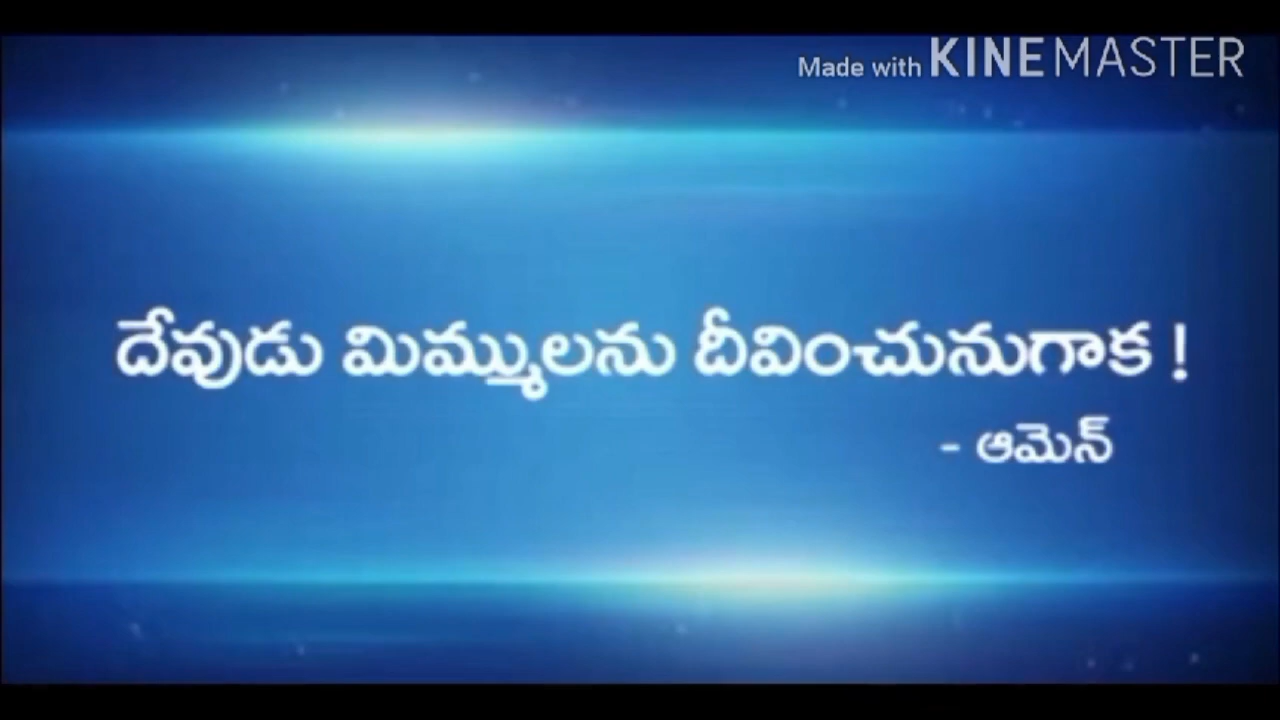 Made with KINEMASTER
దేవుడు మిమ్ములను దీవించునుగాక !
- ఆమెన్